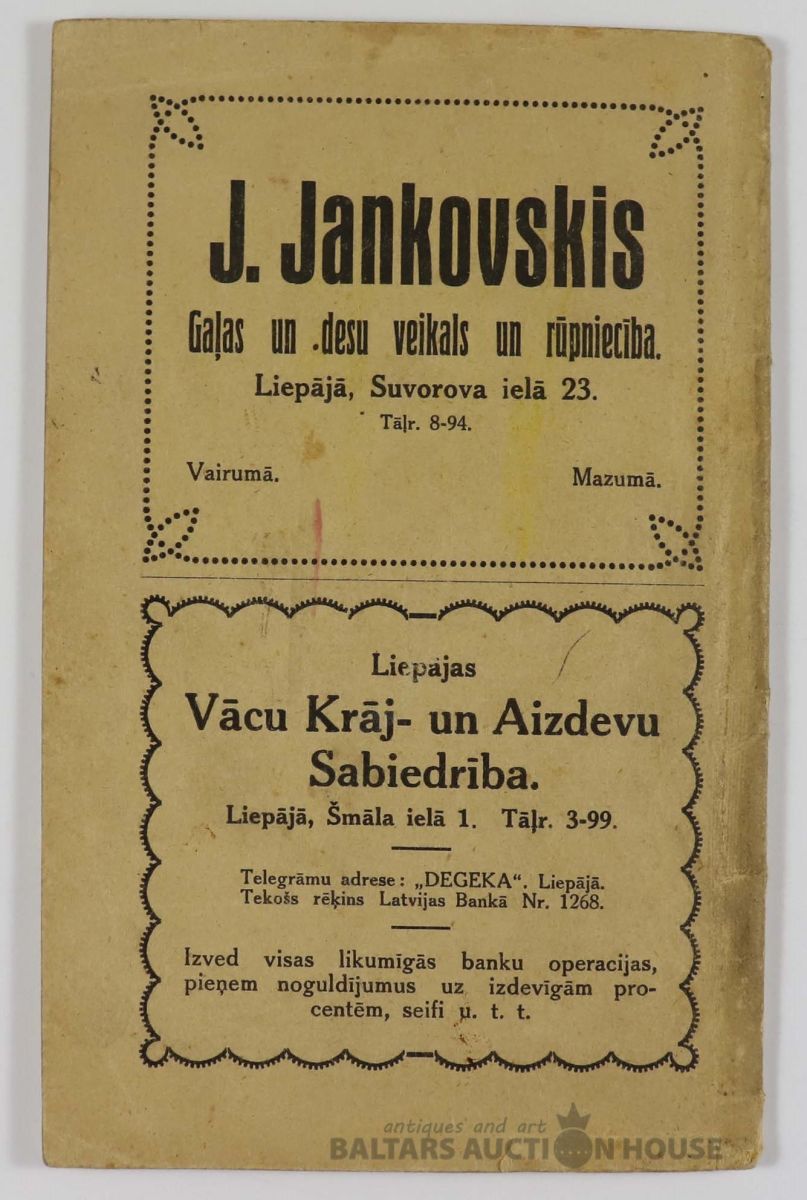 J. Jankovskis
Gaļas un desu veikals un rūpniecība.
Liepājā, Suvorova ielā 23.
Tāļr. 8-94.
Vairumā. Mazumā.
Liepājas
Vācu Krāj- un Aizdevu
Sabiedrība.
Liepājā, Šmāla ielā 1. Tāļr. 3-99.
Telegrāmu adrese: „DEGEKA“. Liepājā.
Tekošs rēķins Latvijas Bankā Nr. 1268.
Izved visas likumīgās banku operacijas,
pieņem noguldījumus uz izdevīgām pro-
centēm, seifi u. t. t.
antiques and art
BALTARS AUCTION HOUSE